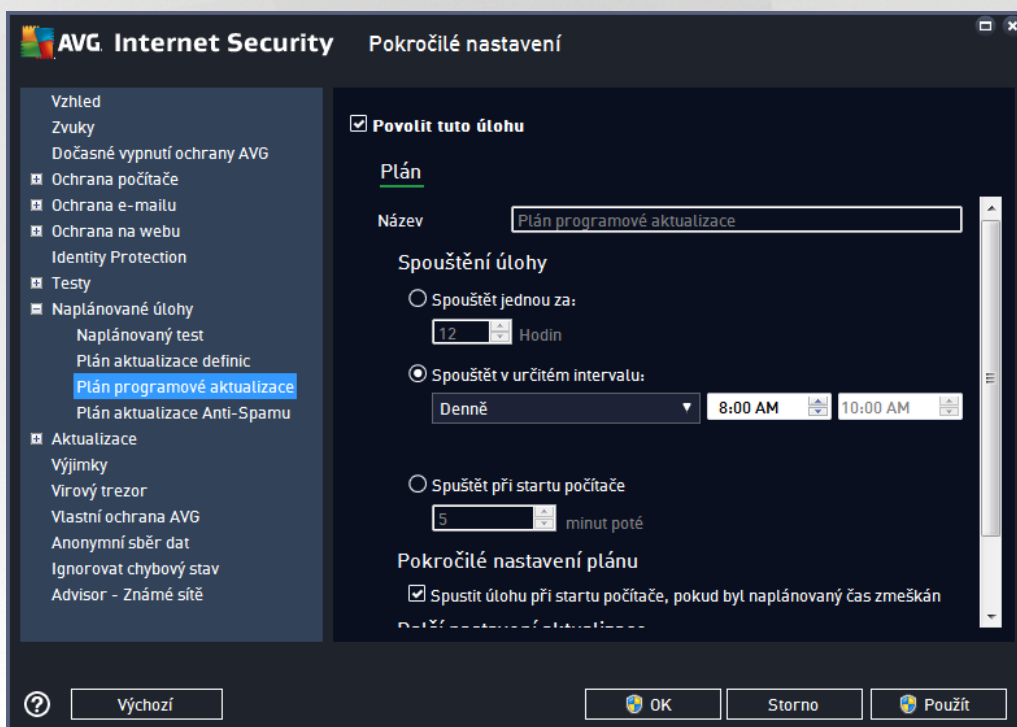 AVG. Internet Security Pokročilé nastavení
Vzhled
Zvuky
Dočasné vypnutí ochrany AVG
Ochrana počítače
Ochrana e-mailu
Ochrana na webu
Identity Protection
Testy
Naplánované úlohy
Naplánovaný test
Plán aktualizace definic
Plán programové aktualizace
Plán aktualizace Anti-Spamu
Aktualizace
Výjimky
Virový trezor
Vlastní ochrana AVG
Anonymní sběr dat
Ignorovat chybový stav
Advisor - Známé sítě
Povolit tuto úlohu
Plán
Název Plán programové aktualizace
Spouštění úlohy
Spouštět jednou za:
12 Hodin
Spouštět v určitém intervalu:
Denně 8:00 AM 10:00 AM
Spuštět při startu počítače
5 minut poté
Pokročilé nastavení plánu
Spustit úlohu při startu počítače, pokud byl naplánovaný čas zmeškán
Další nastavení aktualizace
Výchozí OK Storno Použít